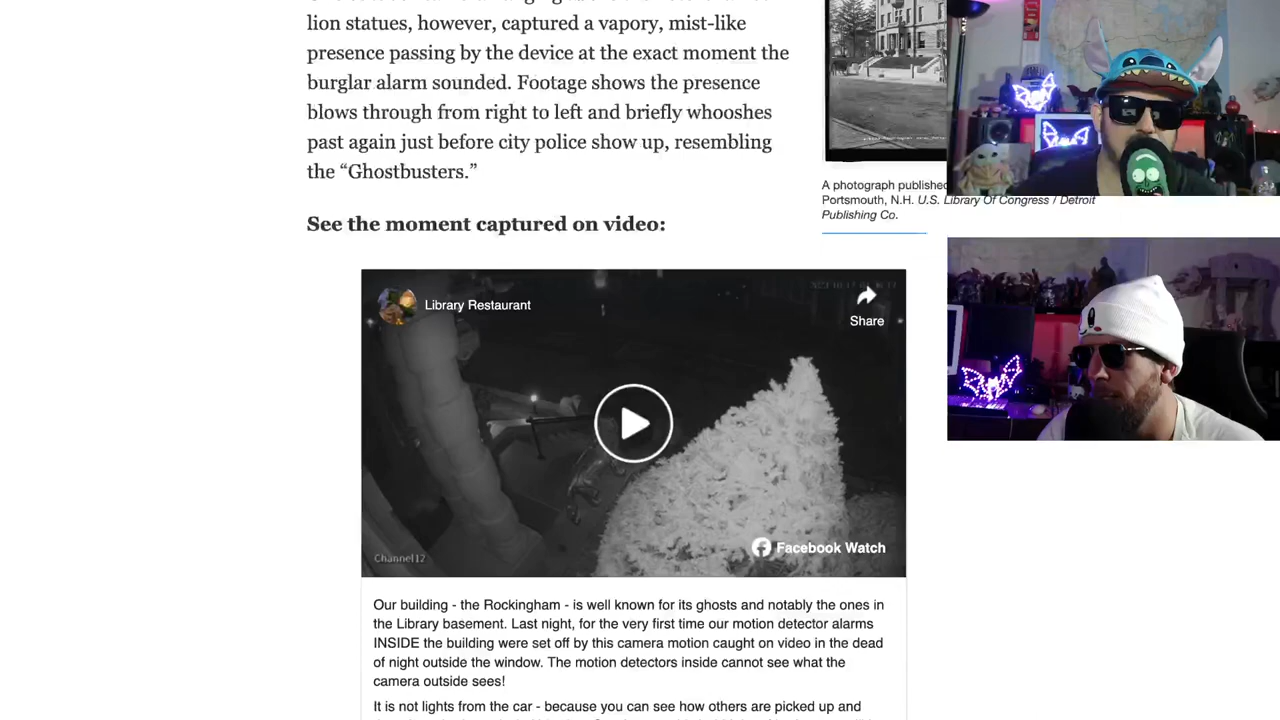 lion statues, however, captured a vapory, mist-like
presence passing by the device at the exact moment the
burglar alarm sounded. Footage shows the presence
blows through from right to left and briefly whooshes
past again just before city police show up, resembling
the “Ghostbusters.”
See the moment captured on video:
A photograph published
Portsmouth, N.H. U.S. Library Of Congress / Detroit
Publishing Co.
Library Restaurant
Share
Channel12
Facebook Watch
Our building - the Rockingham - is well known for its ghosts and notably the ones in
the Library basement. Last night, for the very first time our motion detector alarms
INSIDE the building were set off by this camera motion caught on video in the dead
of night outside the window. The motion detectors inside cannot see what the
camera outside sees!
It is not lights from the car - because you can see how others are picked up and